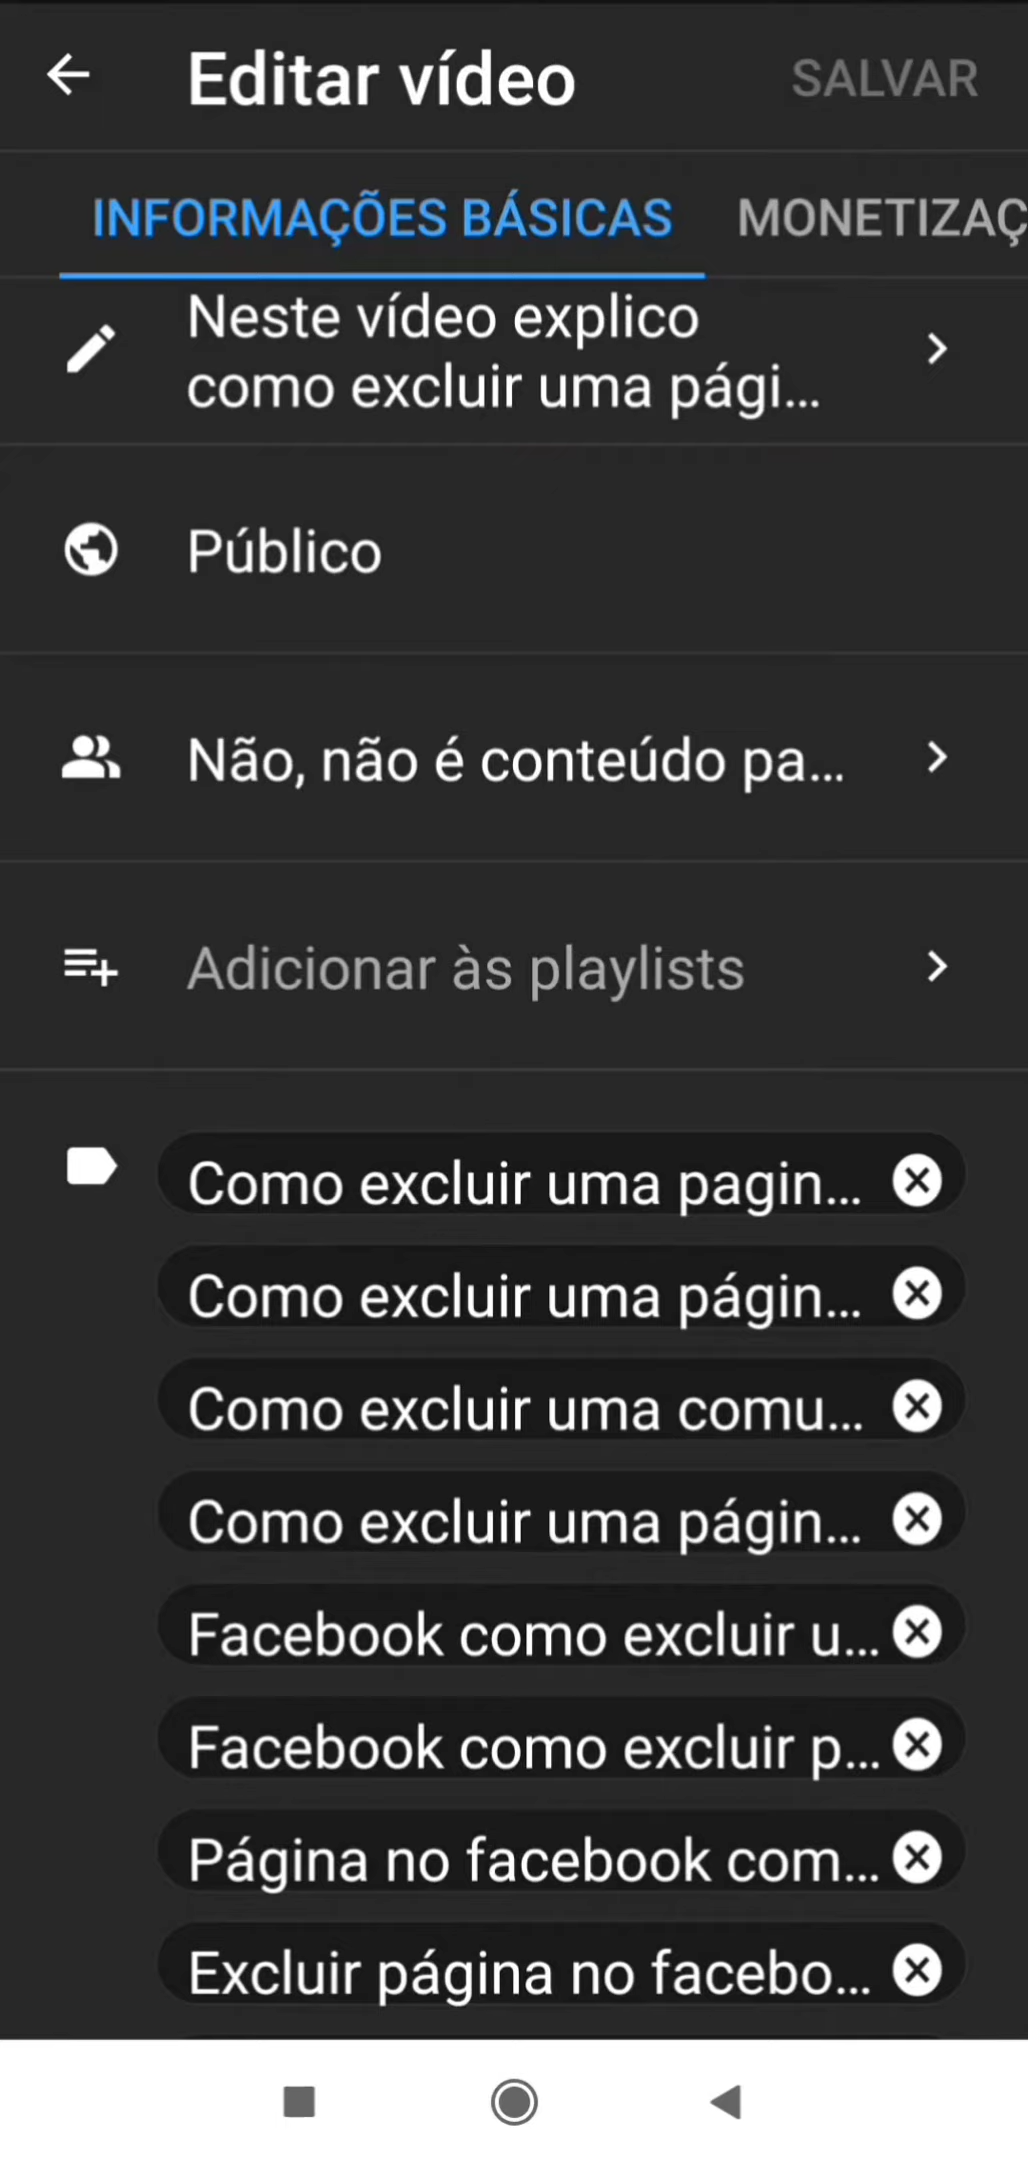 Editar vídeo
SALVAR
INFORMAÇÕES BÁSICAS
MONETIZAÇ
Neste vídeo explico
como excluir uma pági...
Público
Não, não é conteúdo pa...
Adicionar às playlists
Como excluir uma pagin...
Como excluir uma págin...
Como excluir uma comu...
Como excluir uma págin...
Facebook como excluir u...
Facebook como excluir p...
Página no facebook com...
Excluir página no facebo...